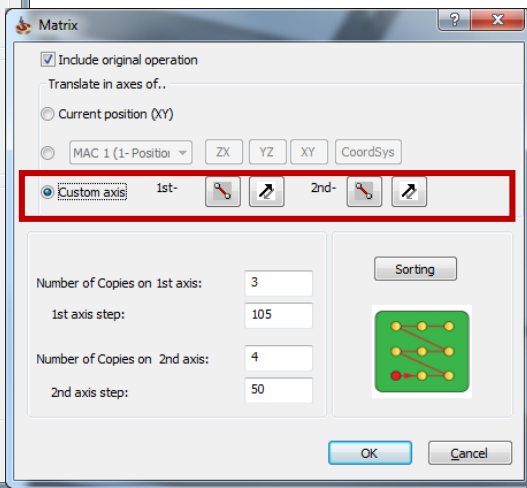 Matrix
Include original operation
Translate in axes of..
Current position (XY)
MAC 1 (1- Position ZX YZ XY CoordSys
Custom axis 1st- 2nd-
Sorting
Number of Copies on 1st axis: 3
1st axis step: 105
Number of Copies on 2nd axis: 4
2nd axis step: 50
OK Cancel